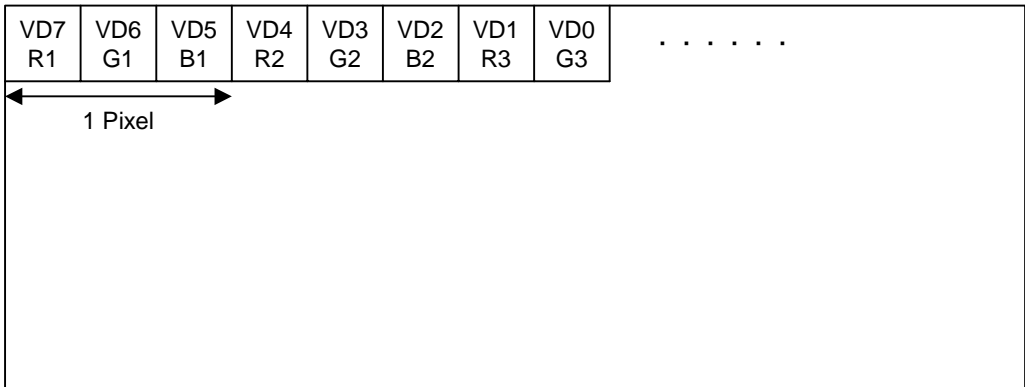 VD7 VD6 VD5 VD4 VD3 VD2 VD1 VD0 . . . . . .
R1 G1 B1 R2 G2 B2 R3 G3
1 Pixel